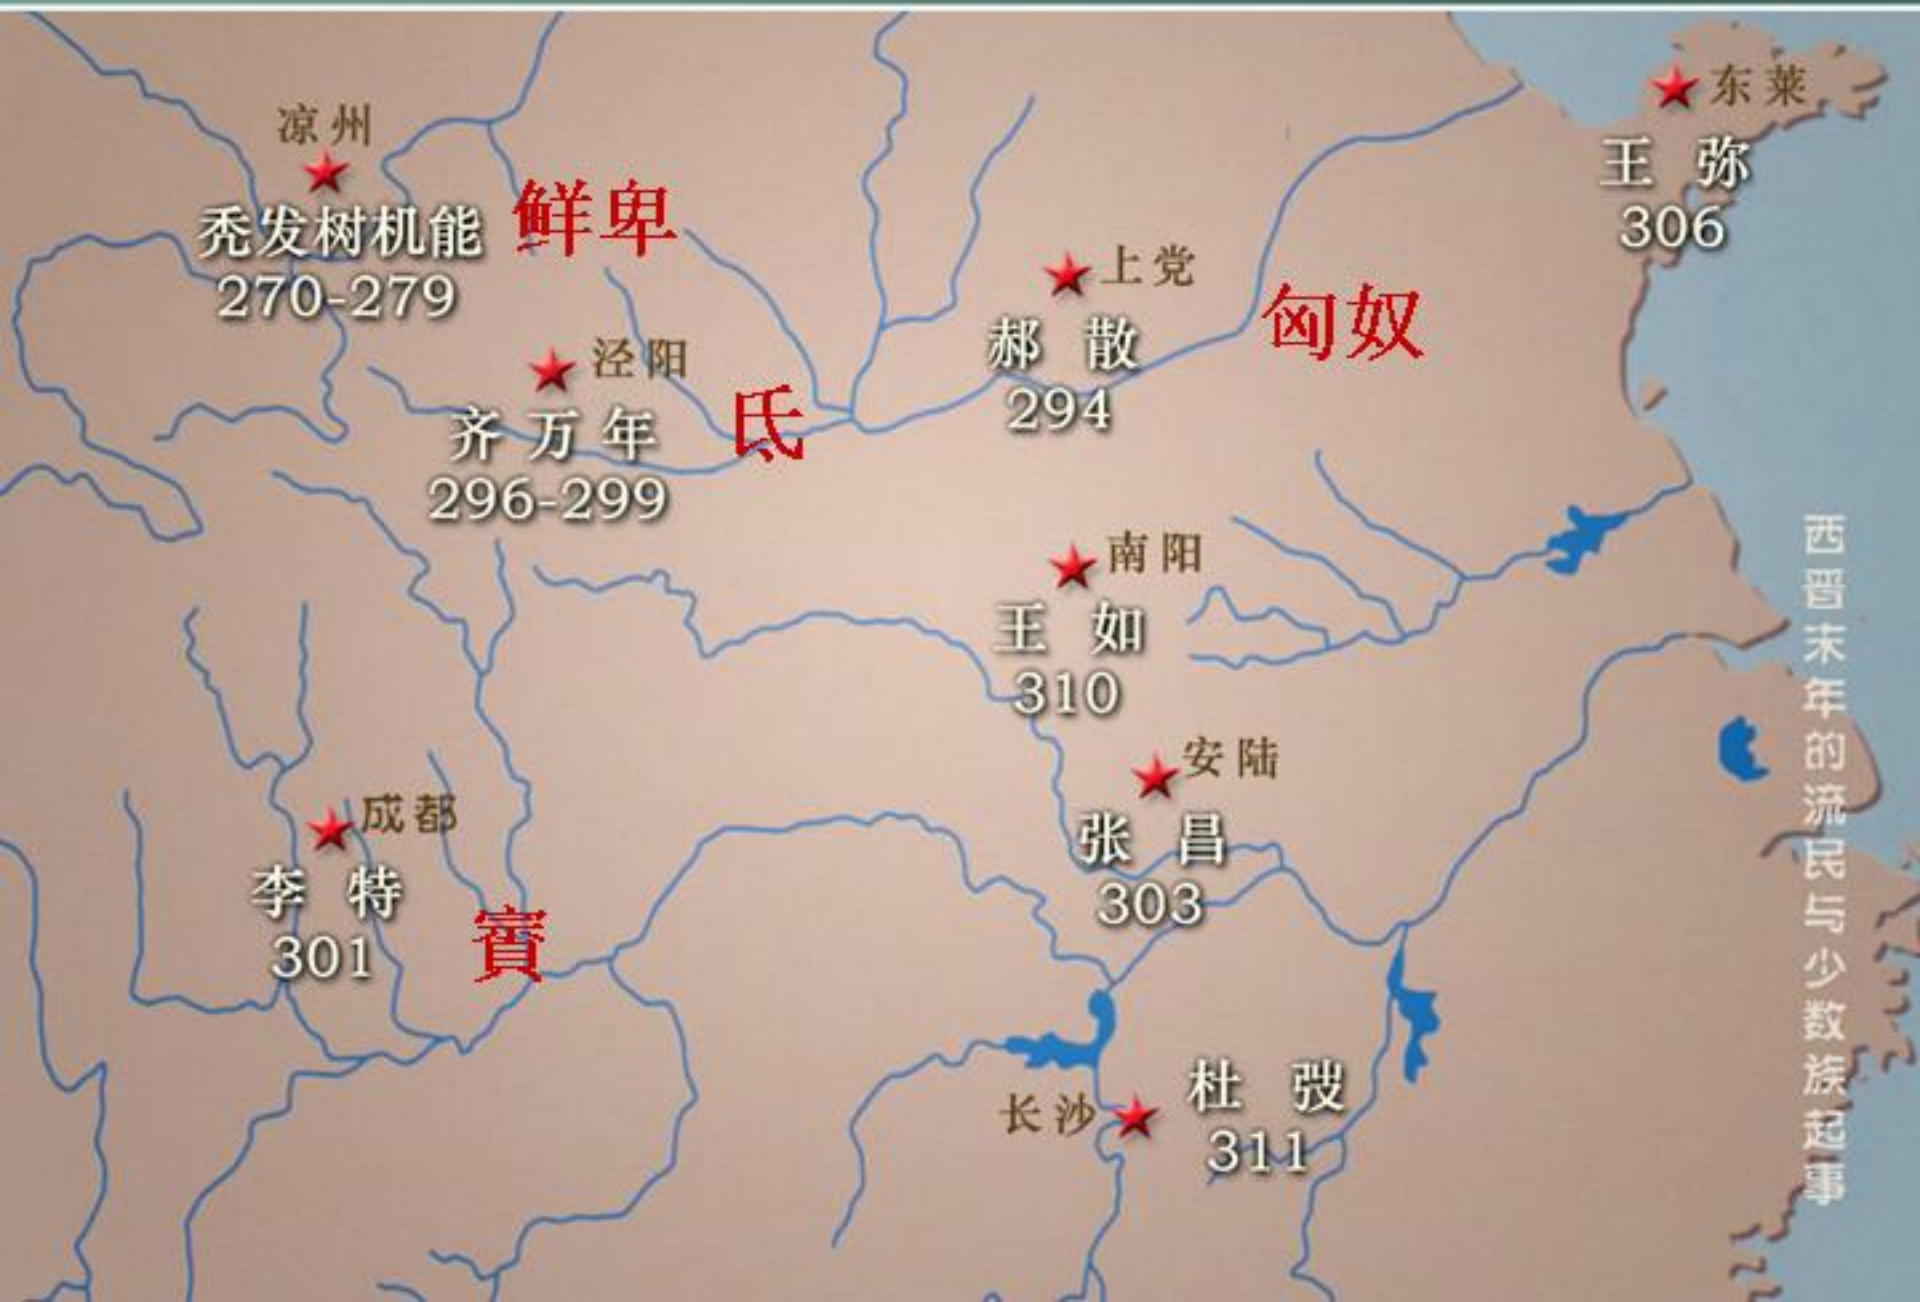 凉州
秃发树机能
270-279
鲜卑
东莱
王弥
306
上党
郝散
294
匈奴
泾阳
齐万年
296-299
氐
南阳
王如
310
安陆
张昌
303
成都
李特
301
賨
长沙
杜弢
311
西晋末年的流民与少数族起事